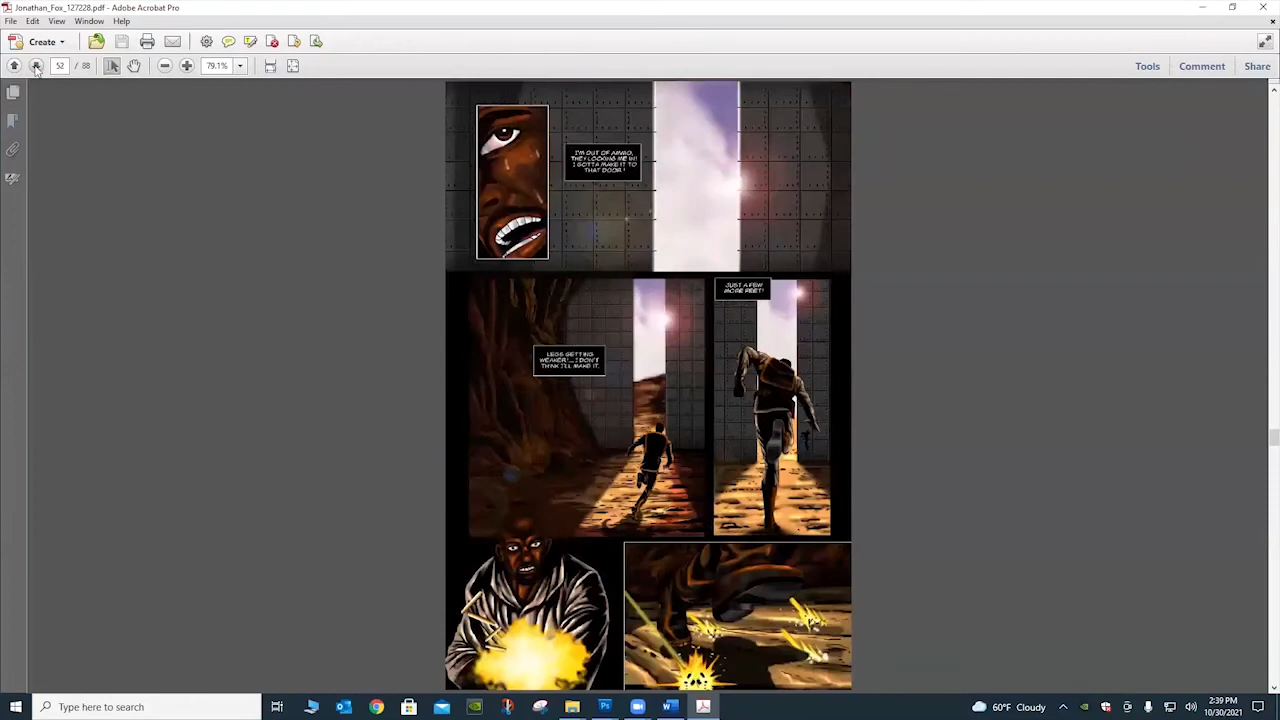 Jonathan_Fox_127228.pdf - Adobe Acrobat Pro
File Edit View Window Help
Create
52 / 88 79.1% Tools Comment Share
I'M OUT OF AMMO,
THEY LOCKING ME IN!
I GOTTA MAKE IT TO
THAT DOOR!
JUST A FEW
MORE FEET!
LEGS GETTING
WEAKER!... I DON'T
THINK I'LL MAKE IT.
Type here to search
60°F Cloudy
2:39 PM
10/30/2021